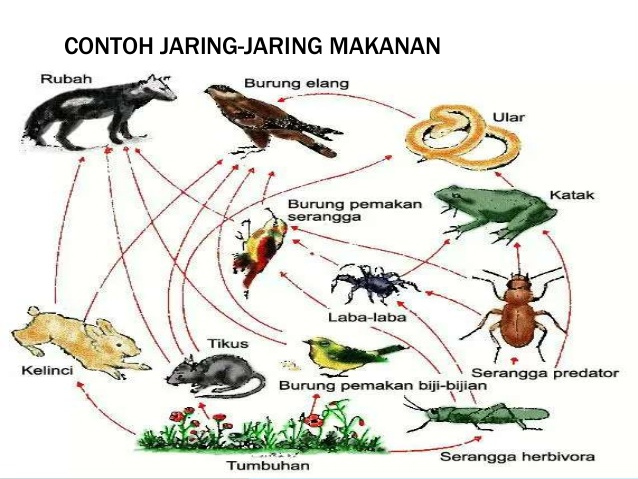 CONTOH JARING-JARING MAKANAN
Rubah
Burung elang
Ular
Katak
Burung pemakan
serangga
Laba-laba
Serangga predator
Kelinci
Tikus
Burung pemakan biji-bijian
Tumbuhan
Serangga herbivora